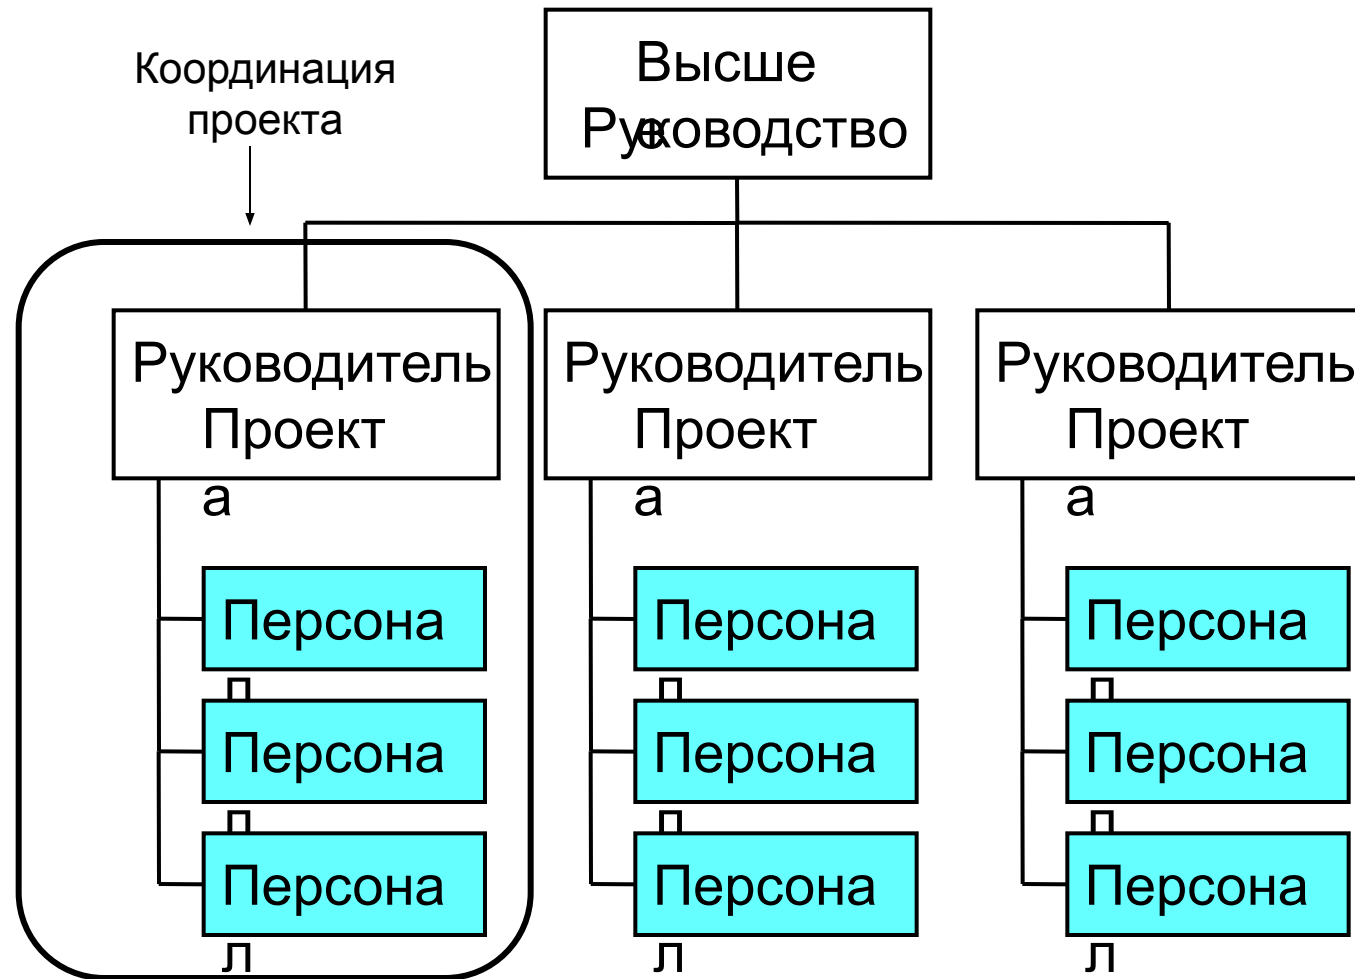 Координация
проекта
Высше
е
Руководство
Руководитель
Проект
а
Руководитель
Проект
а
Руководитель
Проект
а
Персона
л
Персона
л
Персона
л
Персона
л
Персона
л
Персона
л
Персона
л
Персона
л
Персона
л